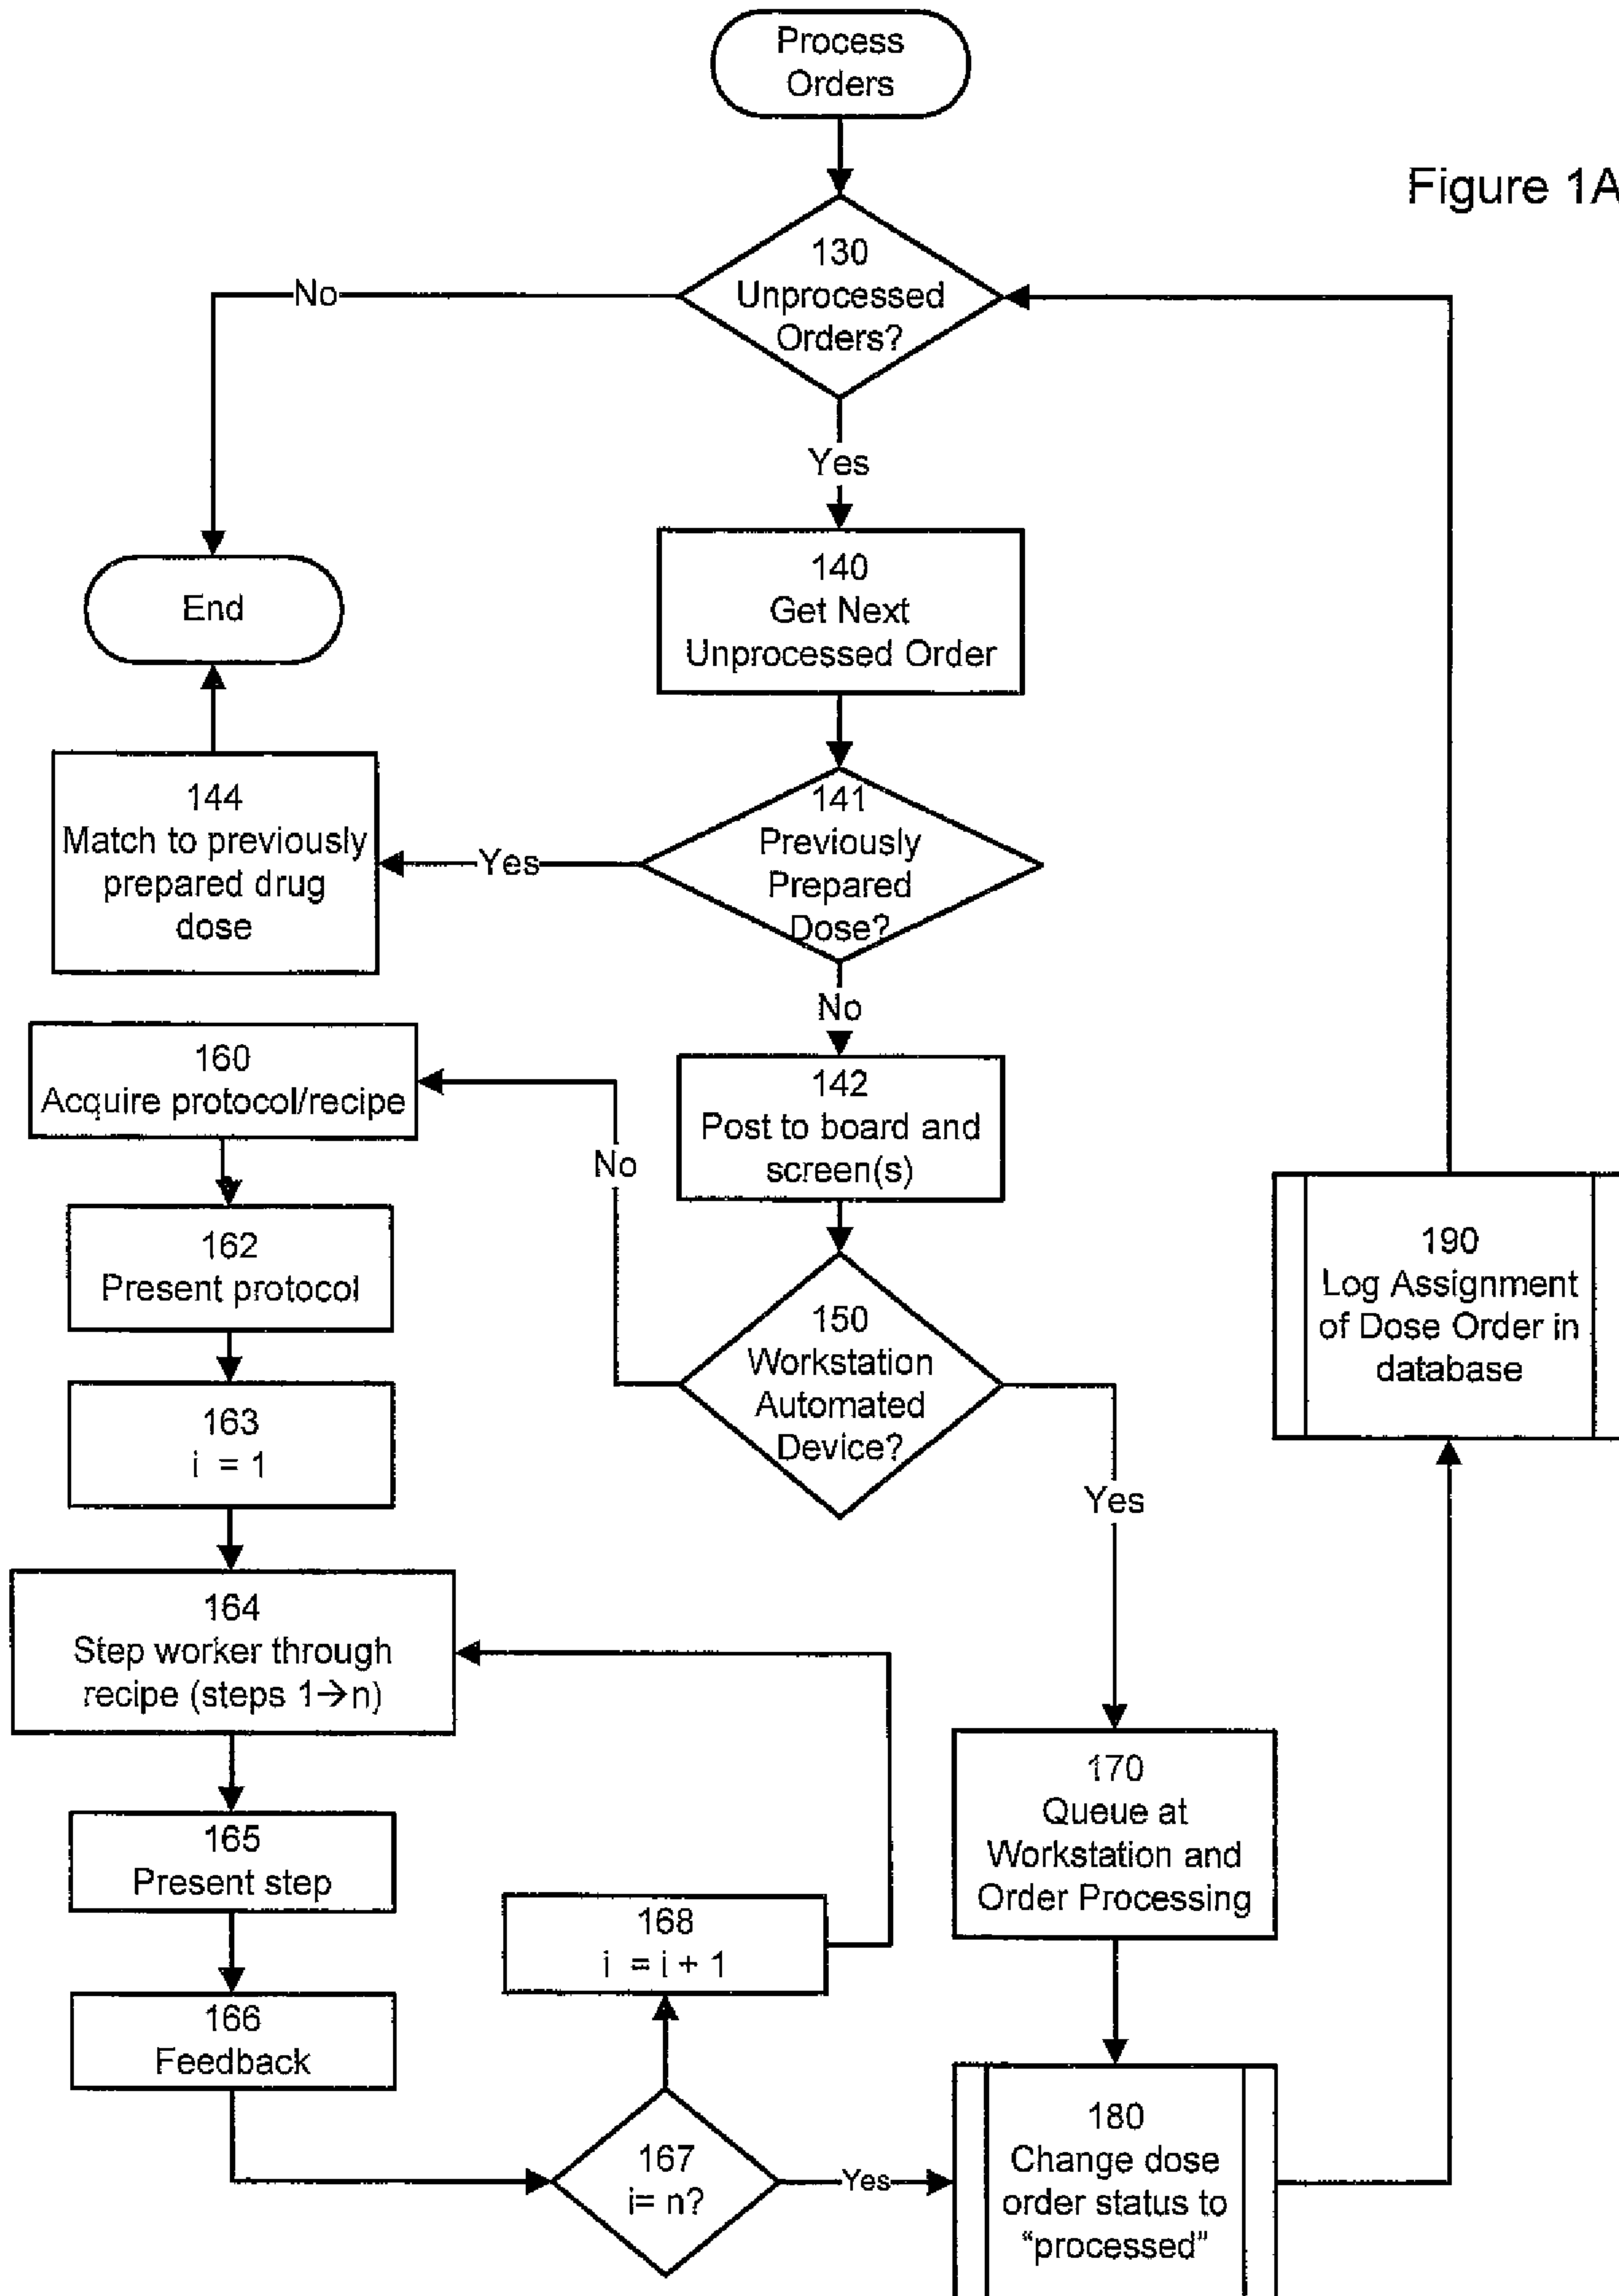 Process
Orders
Figure 1A
130
Unprocessed
Orders?
No
Yes
140
Get Next
Unprocessed Order
End
144
Match to previously
prepared drug
dose
Yes
141
Previously
Prepared
Dose?
No
160
Acquire protocol/recipe
142
Post to board and
screen(s)
No
162
Present protocol
150
Workstation
Automated
Device?
190
Log Assignment
of Dose Order in
database
163
i = 1
Yes
164
Step worker through
recipe (steps 1→n)
170
Queue at
Workstation and
Order Processing
165
Present step
168
i = i + 1
166
Feedback
167
i= n?
Yes
180
Change dose
order status to
“processed”